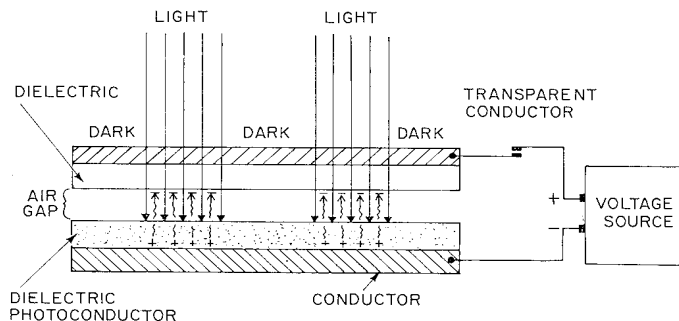 LIGHT
LIGHT
DIELECTRIC
DARK
DARK
DARK
TRANSPARENT
CONDUCTOR
AIR
GAP
+
−
VOLTAGE
SOURCE
− − − −
− − − −
+ + + +
+ + + +
DIELECTRIC
PHOTOCONDUCTOR
CONDUCTOR